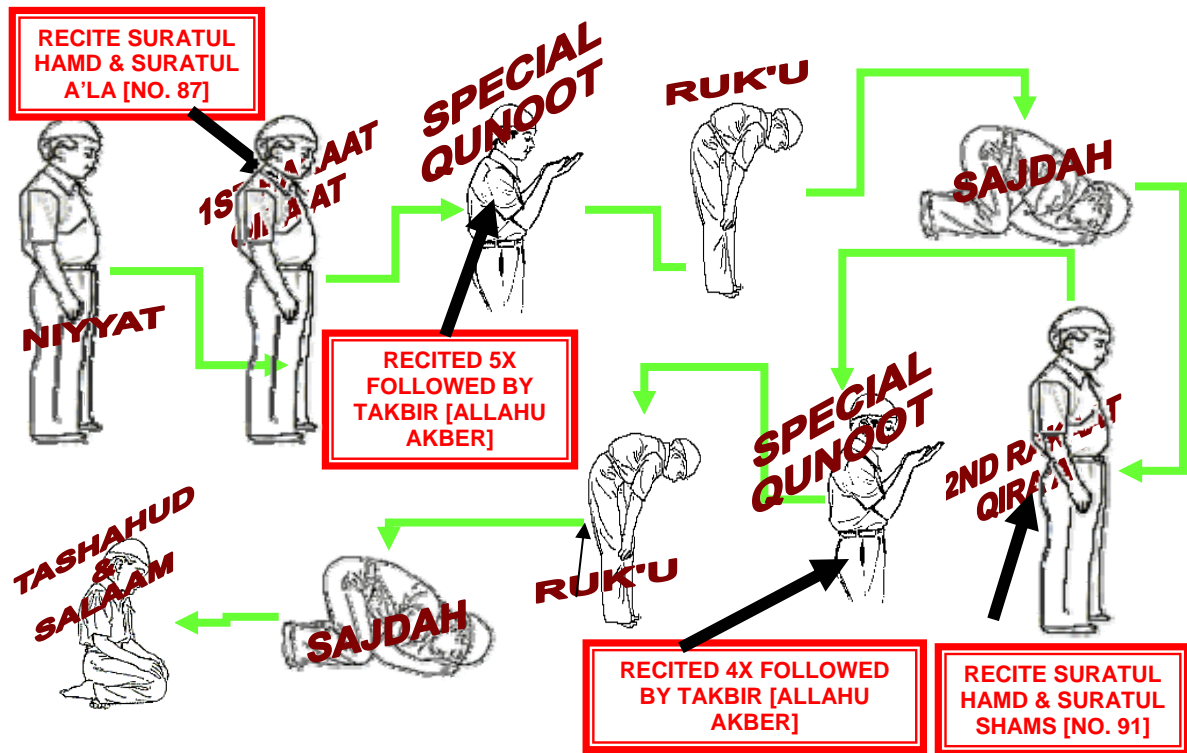 RECITE SURATUL
HAMD & SURATUL
A'LA [NO. 87]
NIYYAT
SPECIAL
QUNOOT
RECITED 5X
FOLLOWED BY
TAKBIR [ALLAHU
AKBER]
RUK'U
SAJDAH
2ND
RECITE SURATUL
HAMD & SURATUL
SHAMS [NO. 91]
SPECIAL
QUNOOT
RECITED 4X FOLLOWED
BY TAKBIR [ALLAHU
AKBER]
RUK'U
SAJDAH
TASHAHUD
&
SALAAM